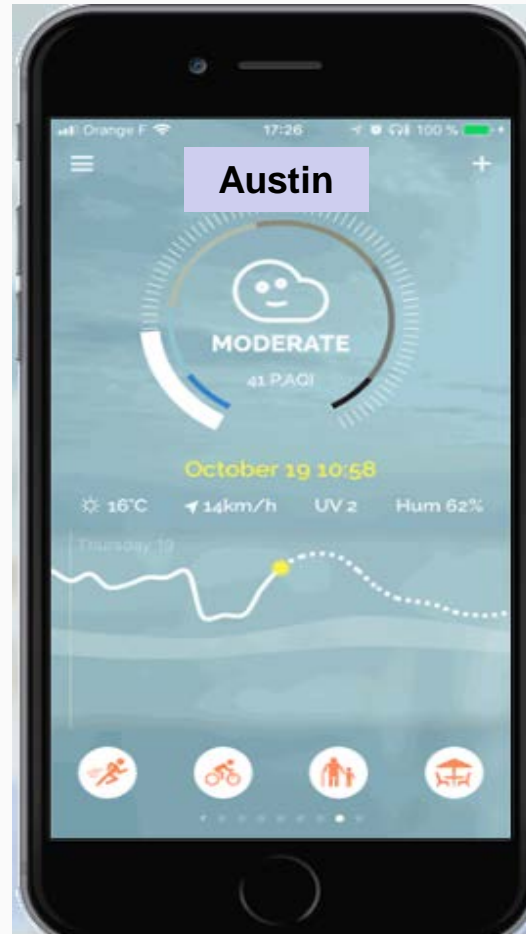 Orange F 17:26 100 %
Austin
MODERATE
41 P.AQI
October 19 10:58
16°C 14km/h UV 2 Hum 62%
Thursday 19